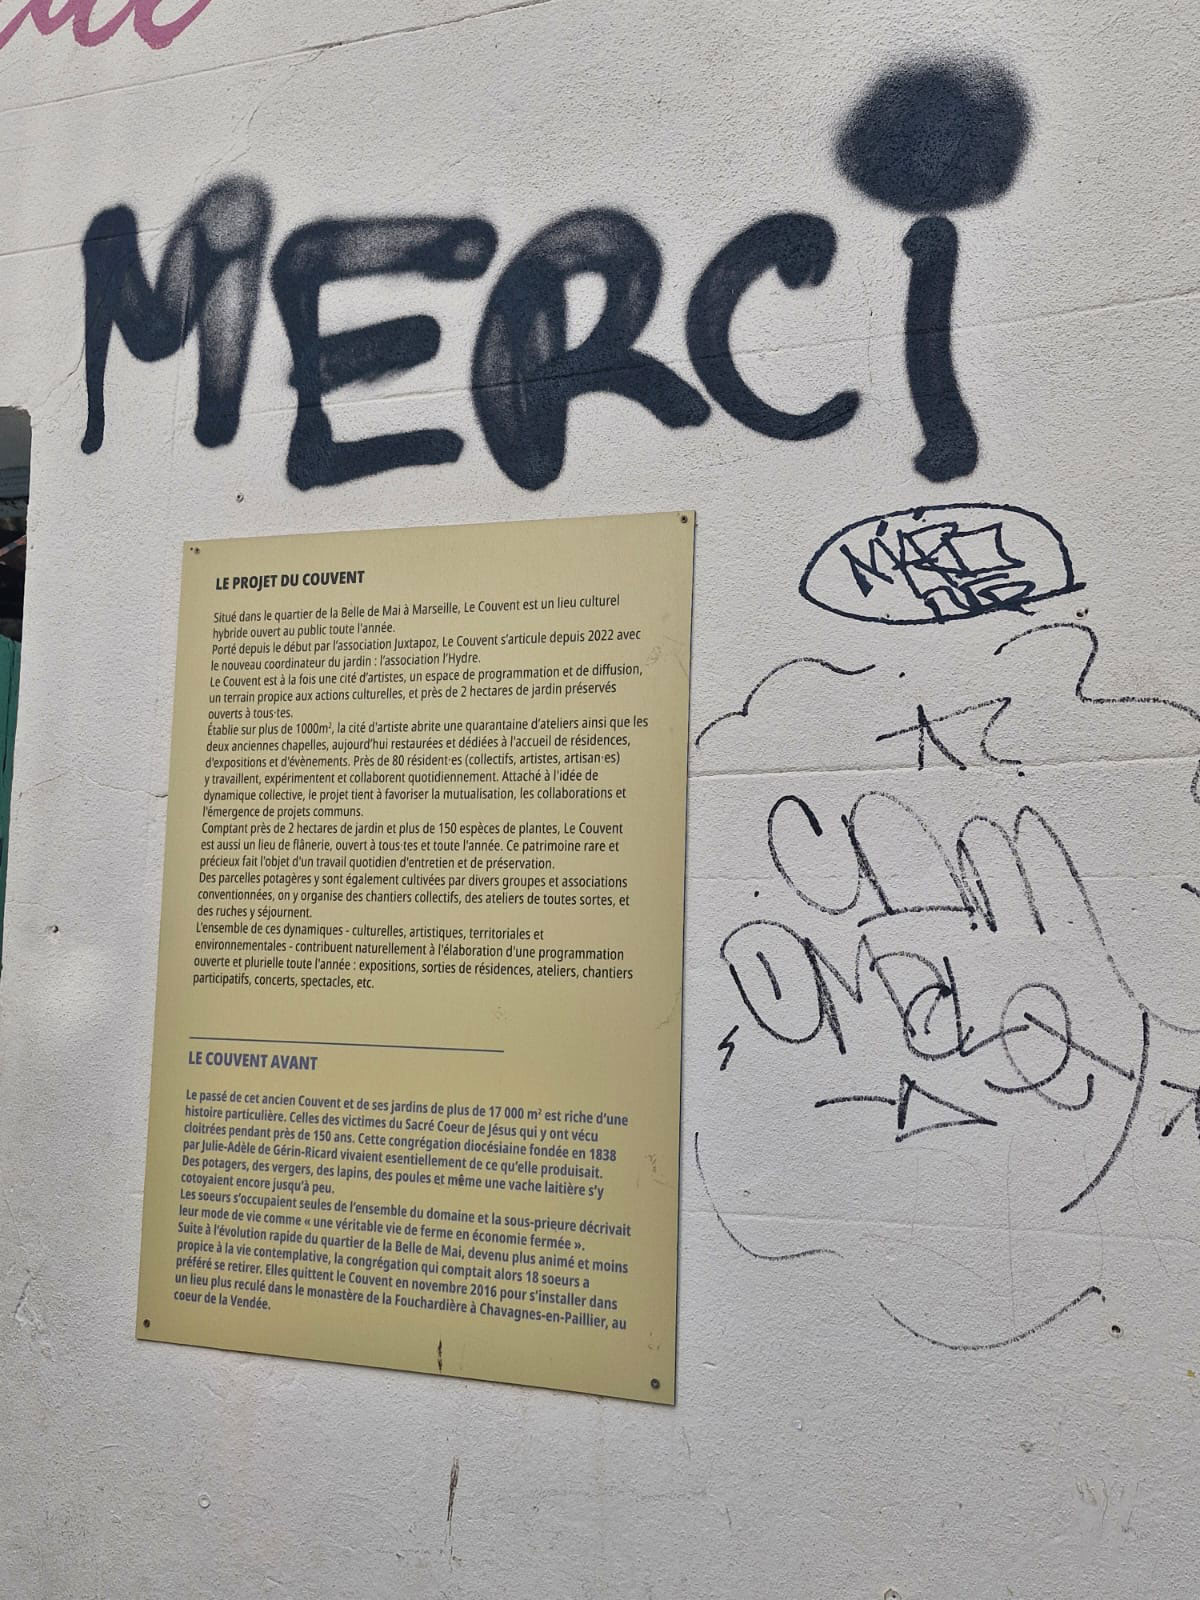 MERCi
LE PROJET DU COUVENT
Situé dans le quartier de la Belle de Mai à Marseille, Le Couvent est un lieu culturel
hybride ouvert au public toute l'année.
Porté depuis le début par l'association Juxtapoz, Le Couvent s'articule depuis 2022 avec
le nouveau coordinateur du jardin : l'association l'Hydre.
Le Couvent est à la fois une cité d'artistes, un espace de programmation et de diffusion,
un terrain propice aux actions culturelles, et près de 2 hectares de jardin préservés
ouverts à tous·tes.
Établie sur plus de 1000m², la cité d'artiste abrite une quarantaine d'ateliers ainsi que les
deux anciennes chapelles, aujourd'hui restaurées et dédiées à l'accueil de résidences,
d'expositions et d'évènements. Près de 80 résident·es (collectifs, artistes, artisan·es)
y travaillent, expérimentent et collaborent quotidiennement. Attaché à l'idée de
dynamique collective, le projet tient à favoriser la mutualisation, les collaborations et
l'émergence de projets communs.
Comptant près de 2 hectares de jardin et plus de 150 espèces de plantes, Le Couvent
est aussi un lieu de flânerie, ouvert à tous·tes et toute l'année. Ce patrimoine rare et
précieux fait l'objet d'un travail quotidien d'entretien et de préservation.
Des parcelles potagères y sont également cultivées par divers groupes et associations
conventionnées, on y organise des chantiers collectifs, des ateliers de toutes sortes, et
des ruches y séjournent.
L'ensemble de ces dynamiques - culturelles, artistiques, territoriales et
environnementales - contribuent naturellement à l'élaboration d'une programmation
ouverte et plurielle toute l'année : expositions, sorties de résidences, ateliers, chantiers
participatifs, concerts, spectacles, etc.
LE COUVENT AVANT
Le passé de cet ancien Couvent et de ses jardins de plus de 17 000 m² est riche d'une
histoire particulière. Celles des victimes du Sacré Coeur de Jésus qui y ont vécu
cloitrées pendant près de 150 ans. Cette congrégation diocésiaine fondée en 1838
par Julie-Adèle de Gérin-Ricard vivaient esentiellement de ce qu'elle produisait.
Des potagers, des vergers, des lapins, des poules et même une vache laitière s'y
cotoyaient encore jusqu'à peu.
Les soeurs s'occupaient seules de l'ensemble du domaine et la sous-prieure décrivait
leur mode de vie comme « une véritable vie de ferme en économie fermée ».
Suite à l'évolution rapide du quartier de la Belle de Mai, devenu plus animé et moins
propice à la vie contemplative, la congrégation qui comptait alors 18 soeurs a
préféré se retirer. Elles quittent le Couvent en novembre 2016 pour s'installer dans
un lieu plus reculé dans le monastère de la Fouchardière à Chavagnes-en-Paillier, au
coeur de la Vendée.